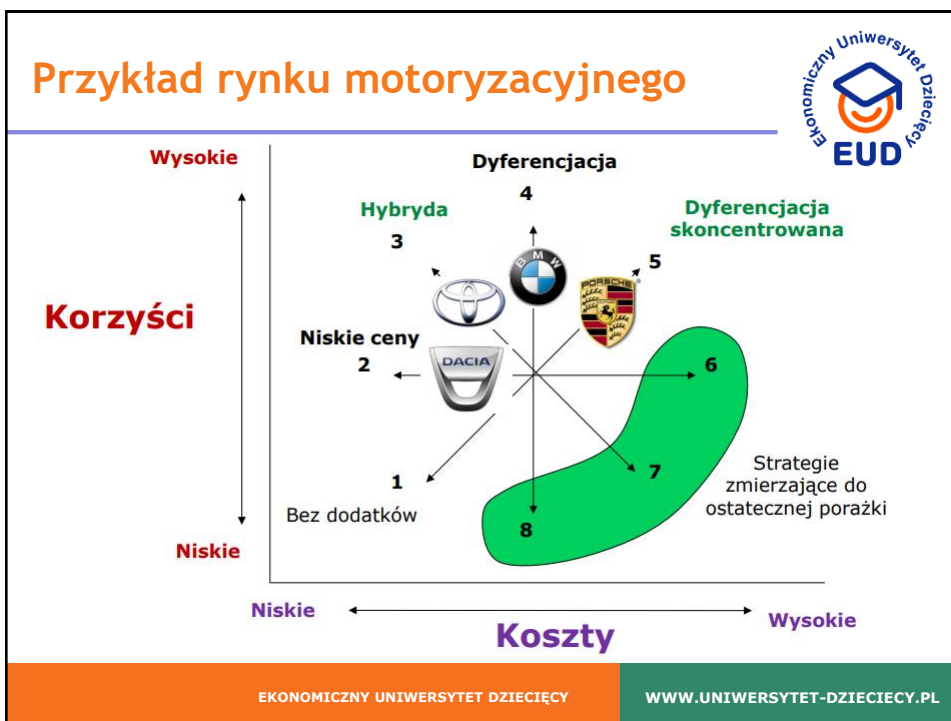 Przykład rynku motoryzacyjnego
Ekonomiczny Uniwersytet Dziecięcy
EUD
Wysokie
Dyferencjacja
4
Hybryda
3
Dyferencjacja
skoncentrowana
5
BMW
PORSCHE
Korzyści
Niskie ceny
2
DACIA
6
1
Bez dodatków
7
Strategie
zmierzające do
ostatecznej porażki
8
Niskie
Niskie
Wysokie
Koszty
EKONOMICZNY UNIWERSYTET DZIECIĘCY
WWW.UNIWERSYTET-DZIECIECY.PL